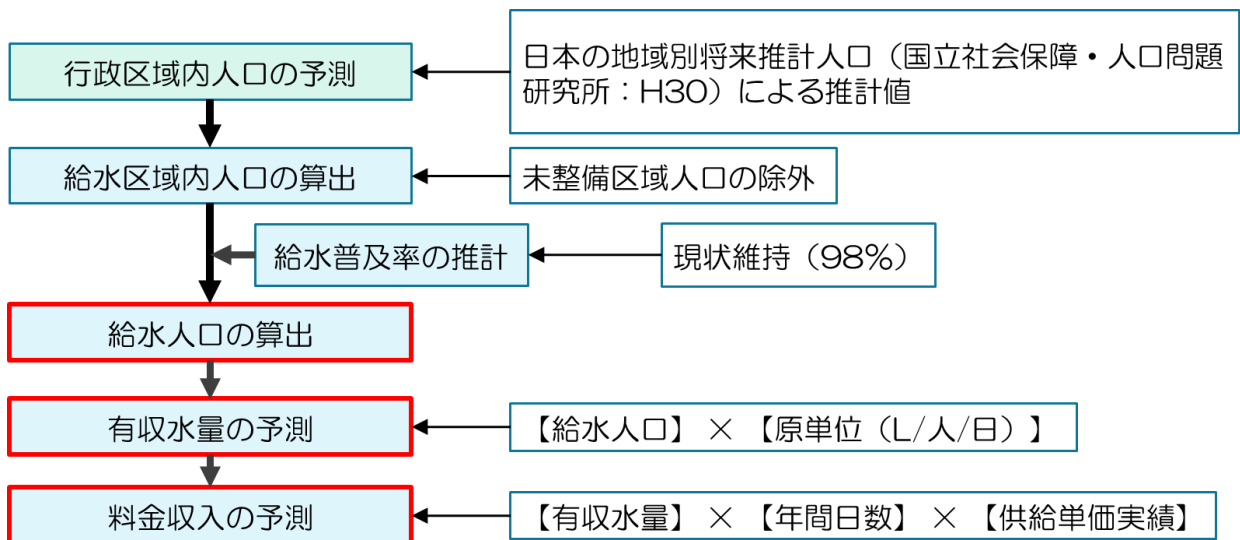 行政区域内人口の予測
日本の地域別将来推計人口（国立社会保障・人口問題
研究所：H30）による推計値
給水区域内人口の算出
未整備区域人口の除外
給水普及率の推計
現状維持（98%）
給水人口の算出
有収水量の予測
【給水人口】 × 【原単位（L/人/日）】
料金収入の予測
【有収水量】 × 【年間日数】 × 【供給単価実績】